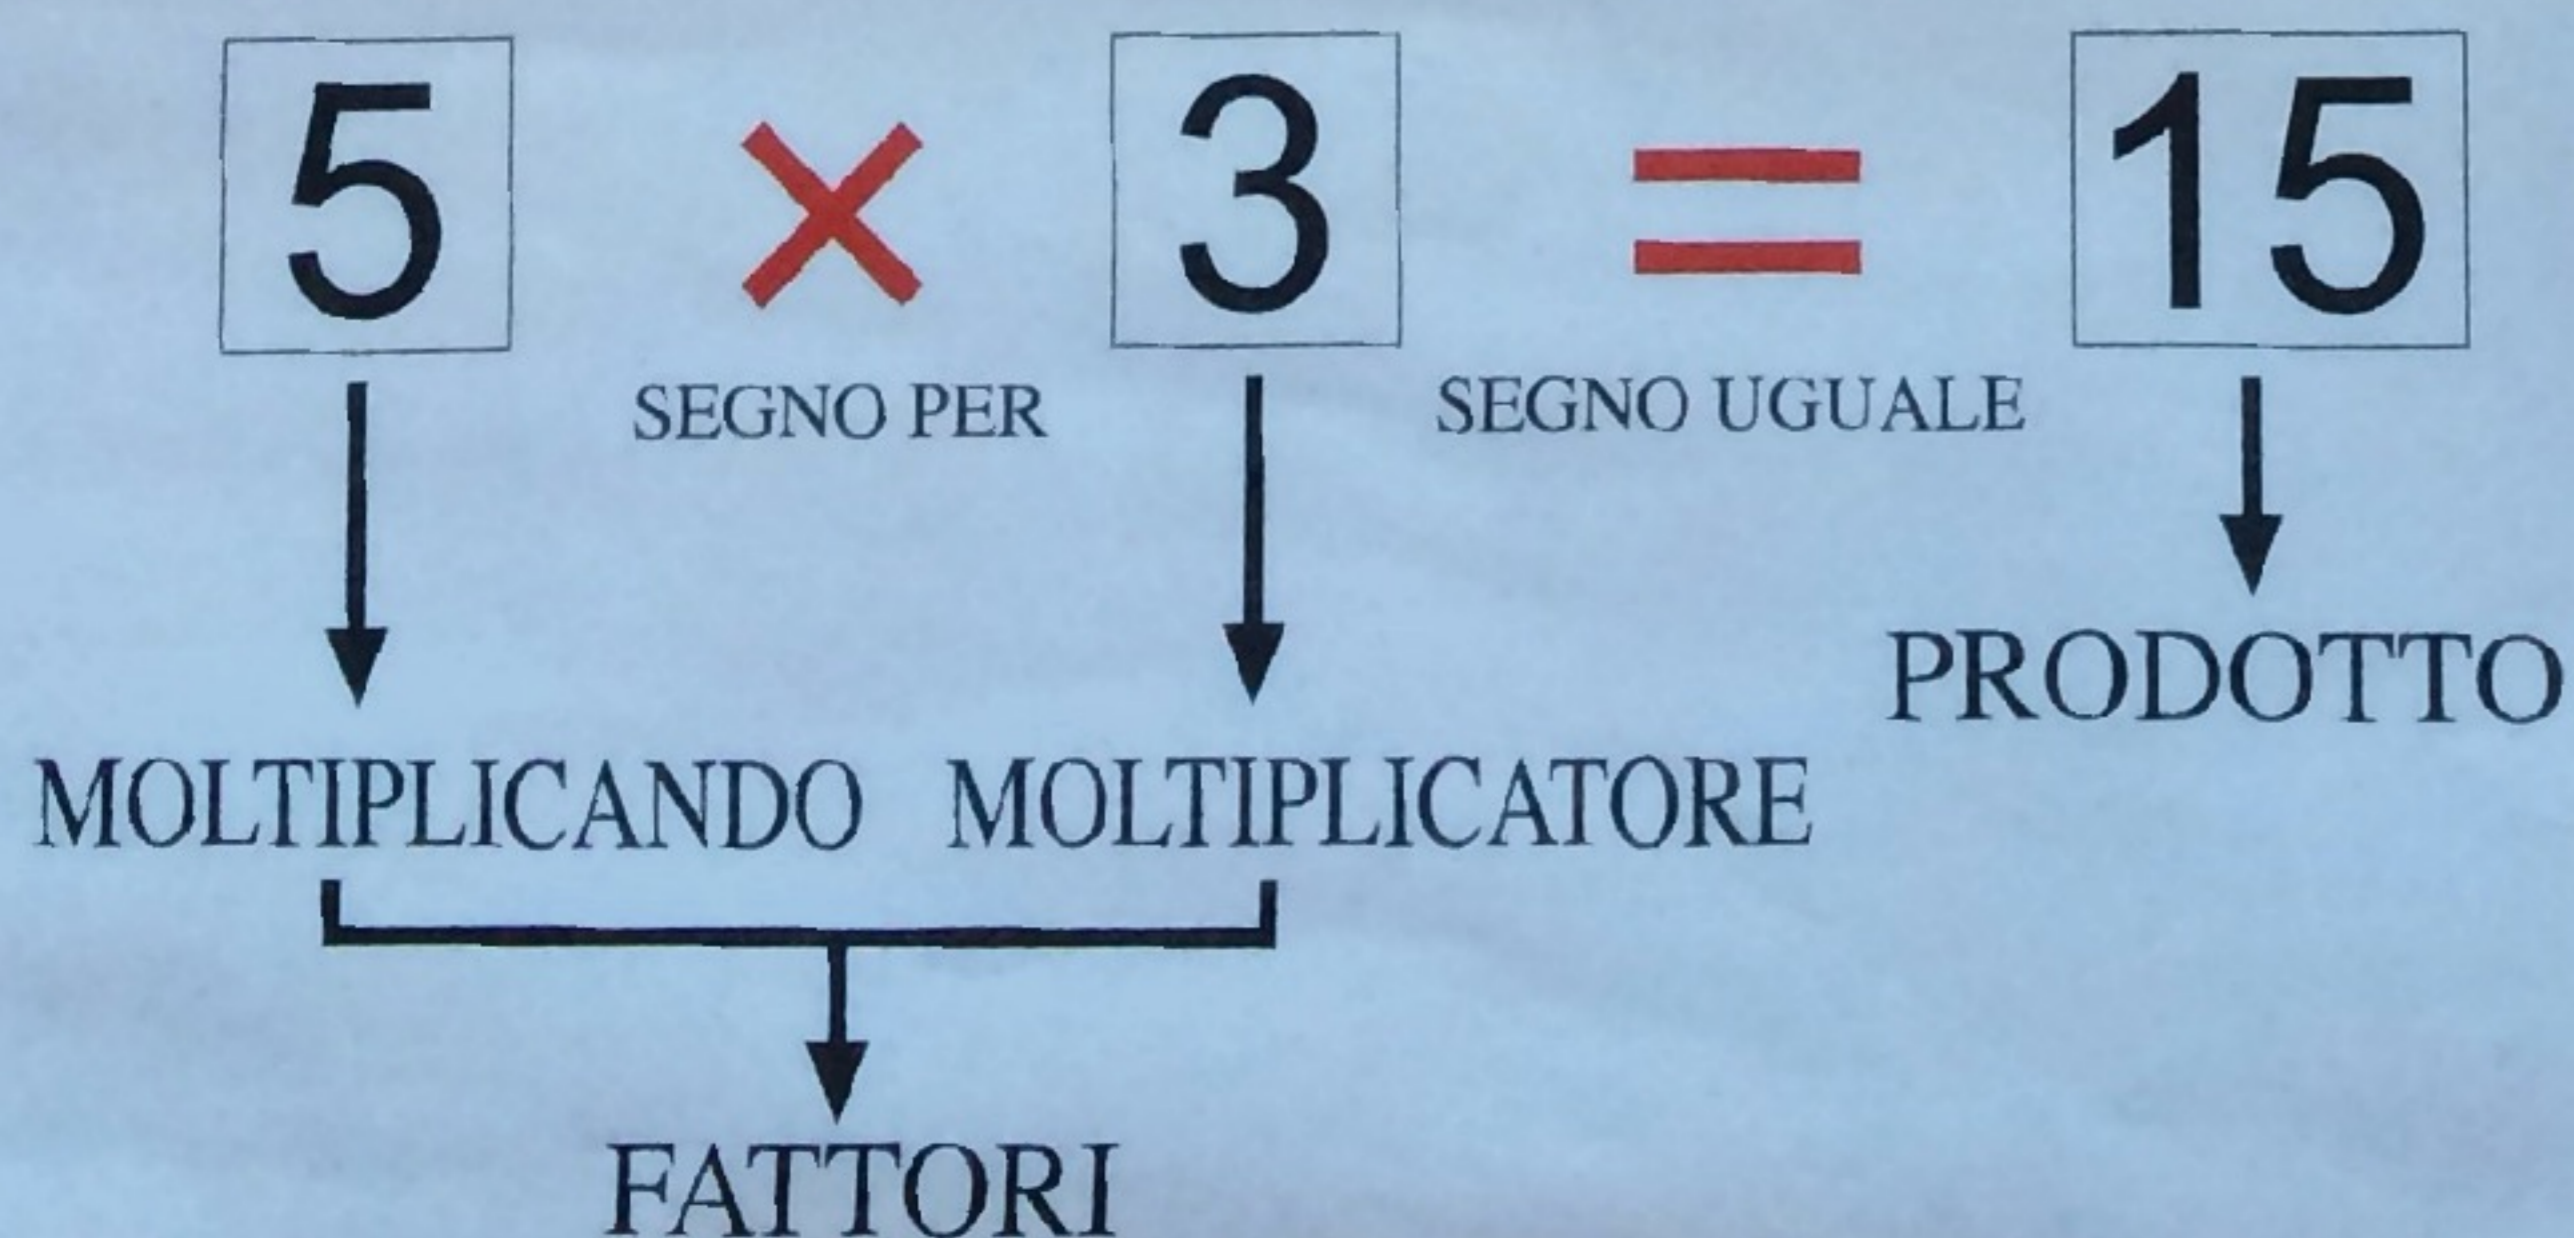 5 × 3 = 15
SEGNO PER SEGNO UGUALE
PRODOTTO
MOLTIPLICANDO MOLTIPLICATORE
FATTORI